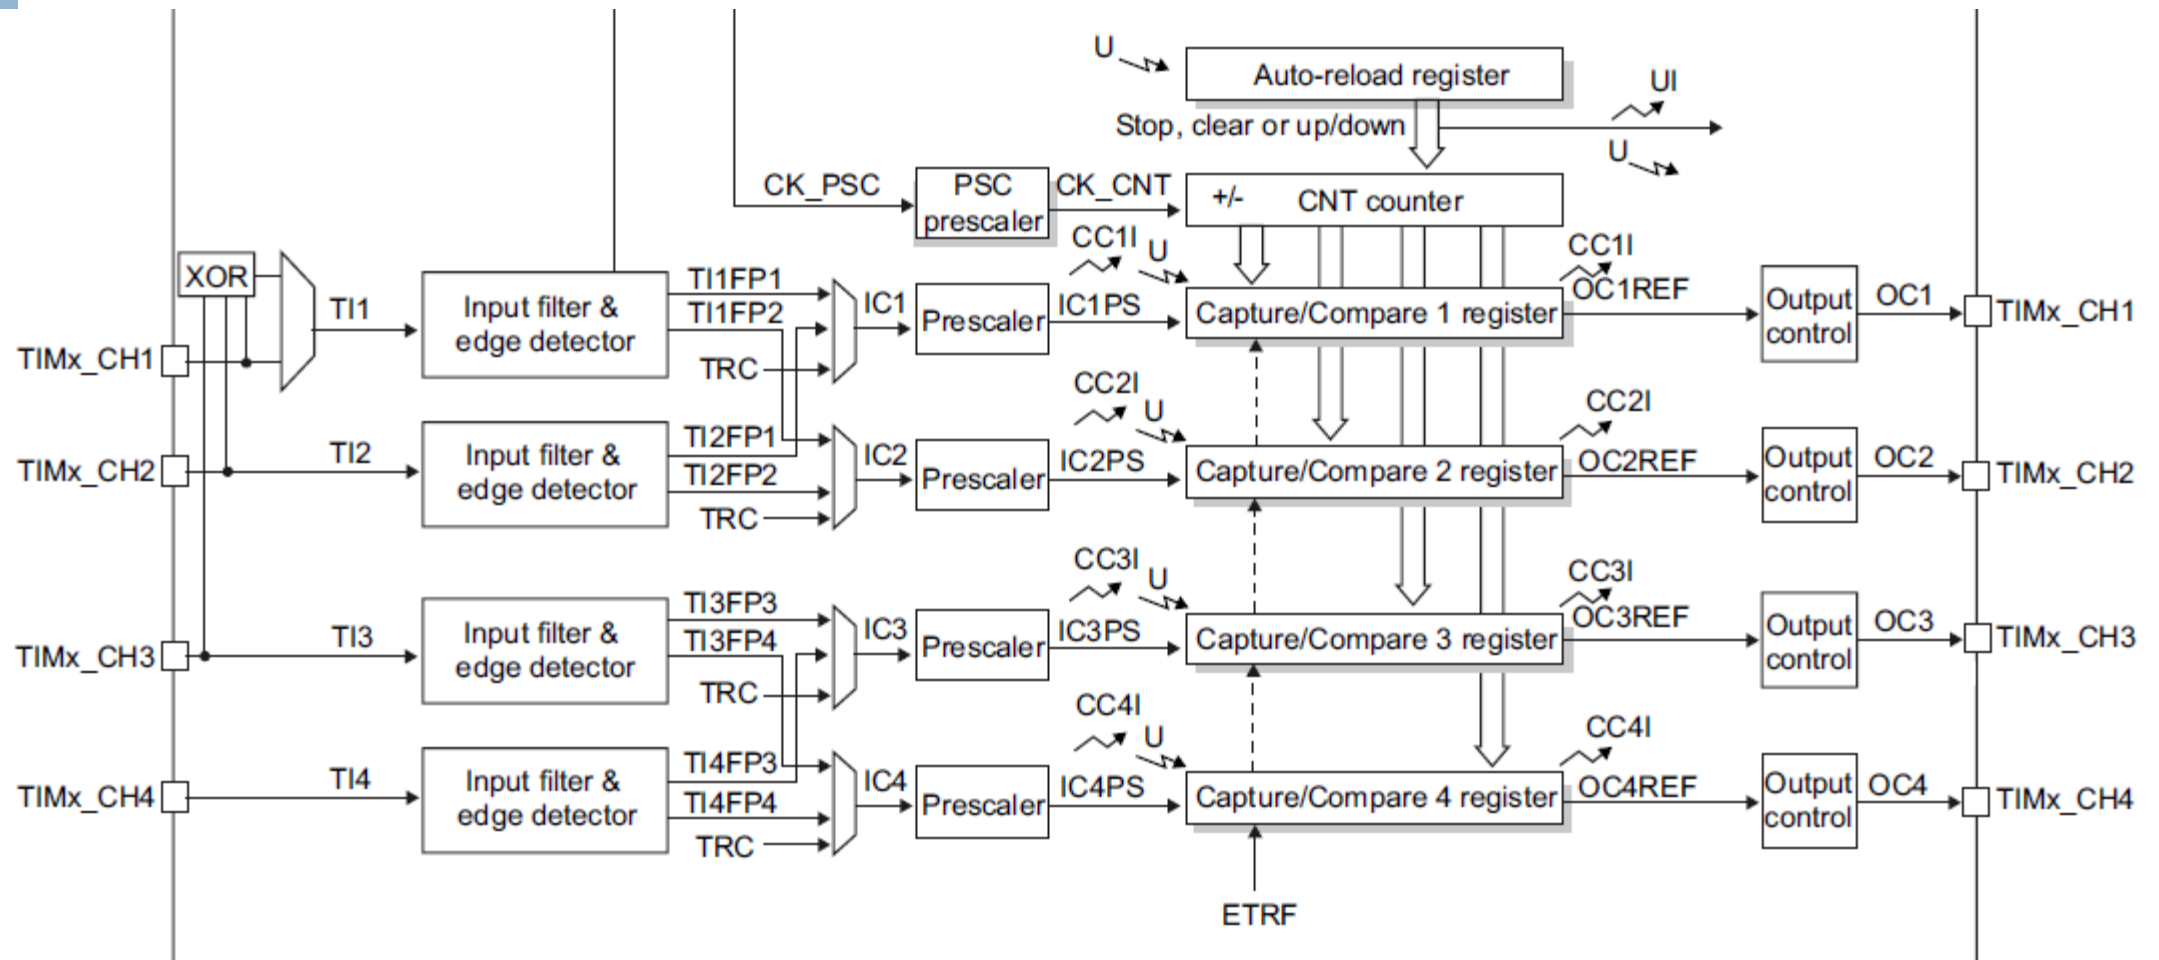 U
Auto-reload register
UI
Stop, clear or up/down
U
CK_PSC
PSC
prescaler
CK_CNT
+/-
CNT counter
XOR
TI1
Input filter &
edge detector
TI1FP1
TI1FP2
TRC
IC1
Prescaler
IC1PS
CC1I
U
Capture/Compare 1 register
CC1I
OC1REF
Output
control
OC1
TIMx_CH1
TIMx_CH1
TIMx_CH2
TI2
Input filter &
edge detector
TI2FP1
TI2FP2
TRC
IC2
Prescaler
IC2PS
CC2I
U
Capture/Compare 2 register
CC2I
OC2REF
Output
control
OC2
TIMx_CH2
TIMx_CH3
TI3
Input filter &
edge detector
TI3FP3
TI3FP4
TRC
IC3
Prescaler
IC3PS
CC3I
U
Capture/Compare 3 register
CC3I
OC3REF
Output
control
OC3
TIMx_CH3
TIMx_CH4
TI4
Input filter &
edge detector
TI4FP3
TI4FP4
TRC
IC4
Prescaler
IC4PS
CC4I
U
Capture/Compare 4 register
CC4I
OC4REF
Output
control
OC4
TIMx_CH4
ETRF